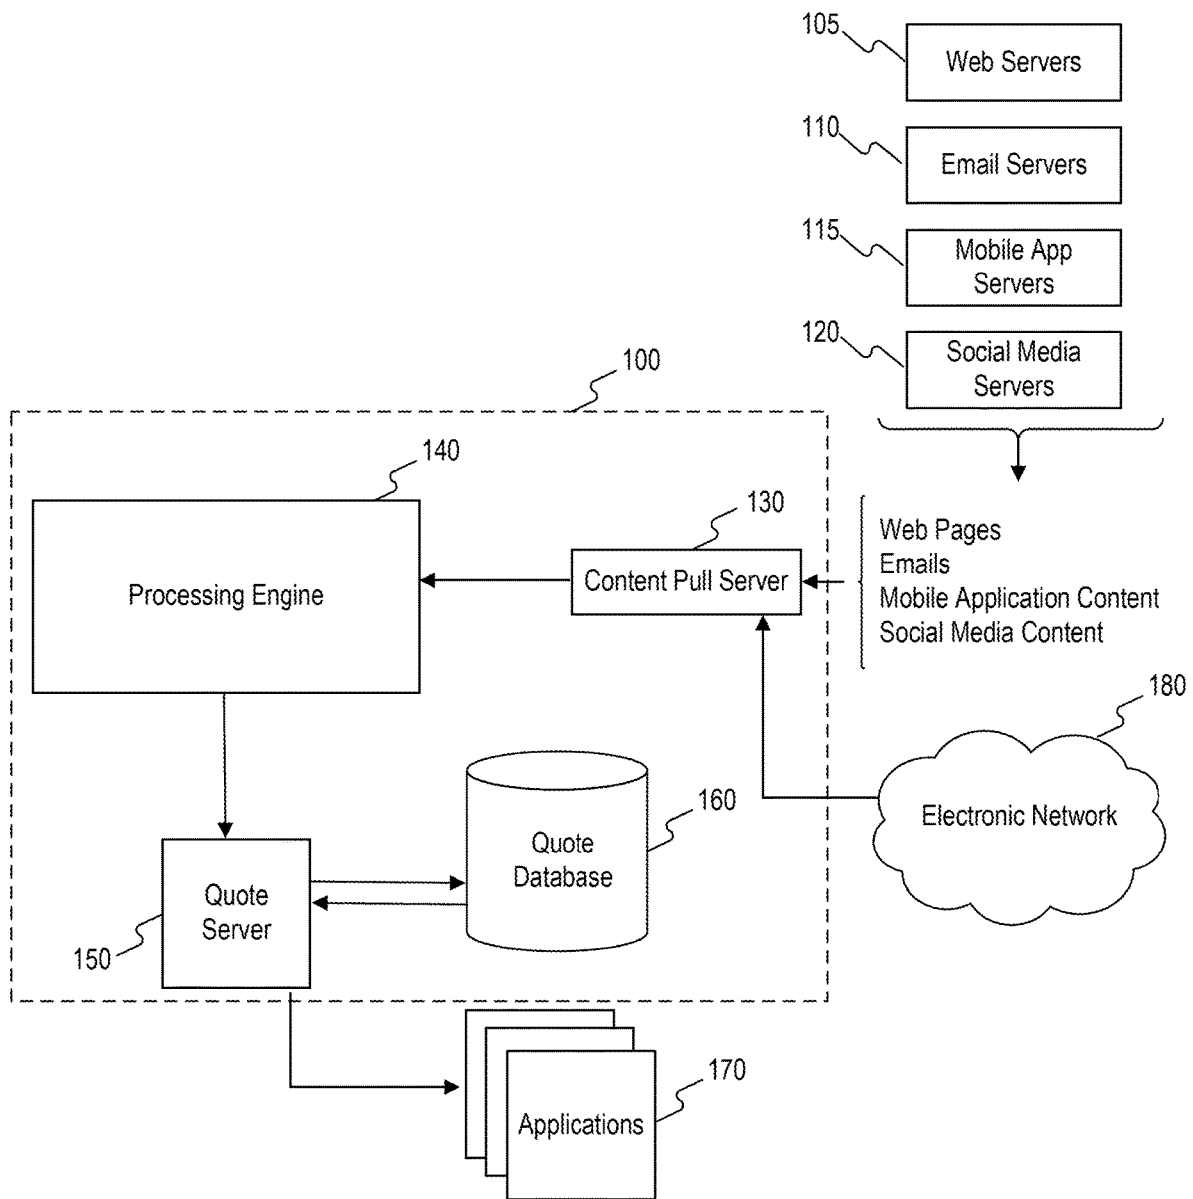 105
Web Servers
110
Email Servers
115
Mobile App
Servers
120
Social Media
Servers
100
140
130
Processing Engine
Content Pull Server
Web Pages
Emails
Mobile Application Content
Social Media Content
180
Electronic Network
160
Quote
Database
Quote
Server
150
170
Applications